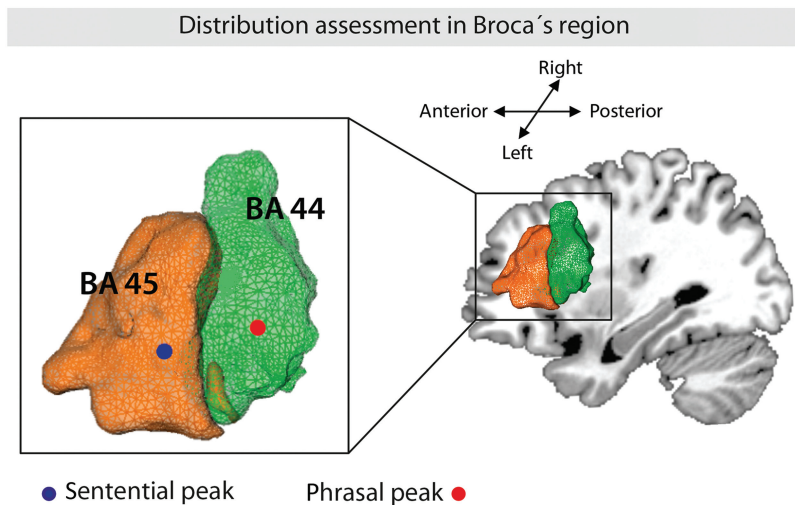 Distribution assessment in Broca´s region
Right
Anterior
Posterior
Left
BA 44
BA 45
Sentential peak
Phrasal peak